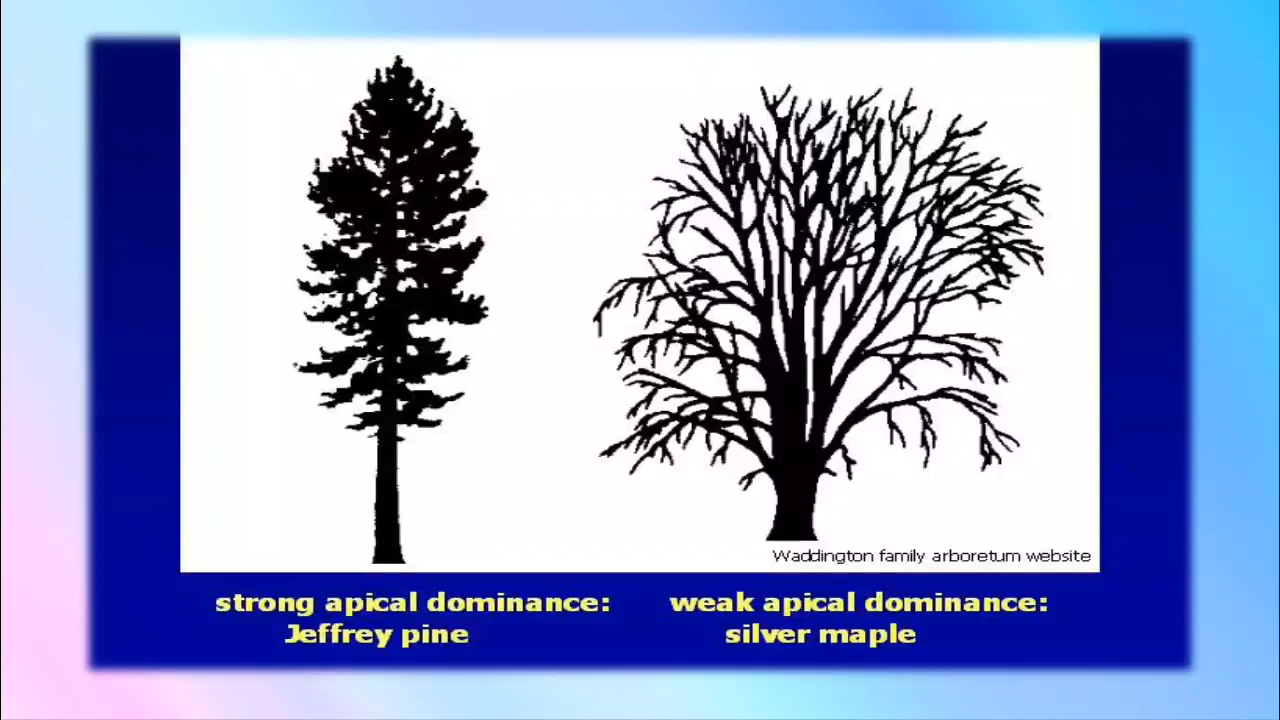 Waddington family arboretum website
strong apical dominance:
Jeffrey pine
weak apical dominance:
silver maple